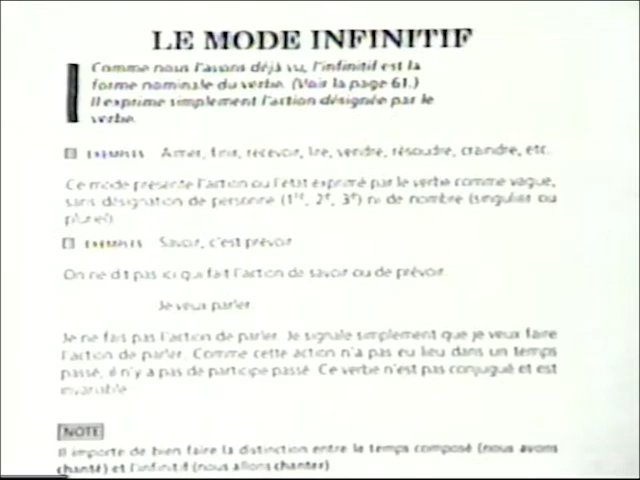 LE MODE INFINITIF
Comme nous l'avons déjà vu, l'infinitif est la
forme nominale du verbe. (Voir la page 61.)
Il exprime simplement l'action désignée par le
verbe.
EXEMPLES Aimer, finir, recevoir, lire, vendre, résoudre, craindre, etc.
Ce mode présente l'action ou l'état exprimé par le verbe comme vague,
sans désignation de personne (1re, 2e, 3e) ni de nombre (singulier ou
pluriel).
EXEMPLES Savoir, c'est prévoir.
On ne dit pas ici qui fait l'action de savoir ou de prévoir.
Je veux parler.
Je ne fais pas l'action de parler. Je signale simplement que je veux faire
l'action de parler. Comme cette action n'a pas eu lieu dans un temps
passé, il n'y a pas de participe passé. Ce verbe n'est pas conjugué et est
invariable.
NOTE
Il importe de bien faire la distinction entre le temps composé (nous avons
chanté) et l'infinitif (nous allons chanter).